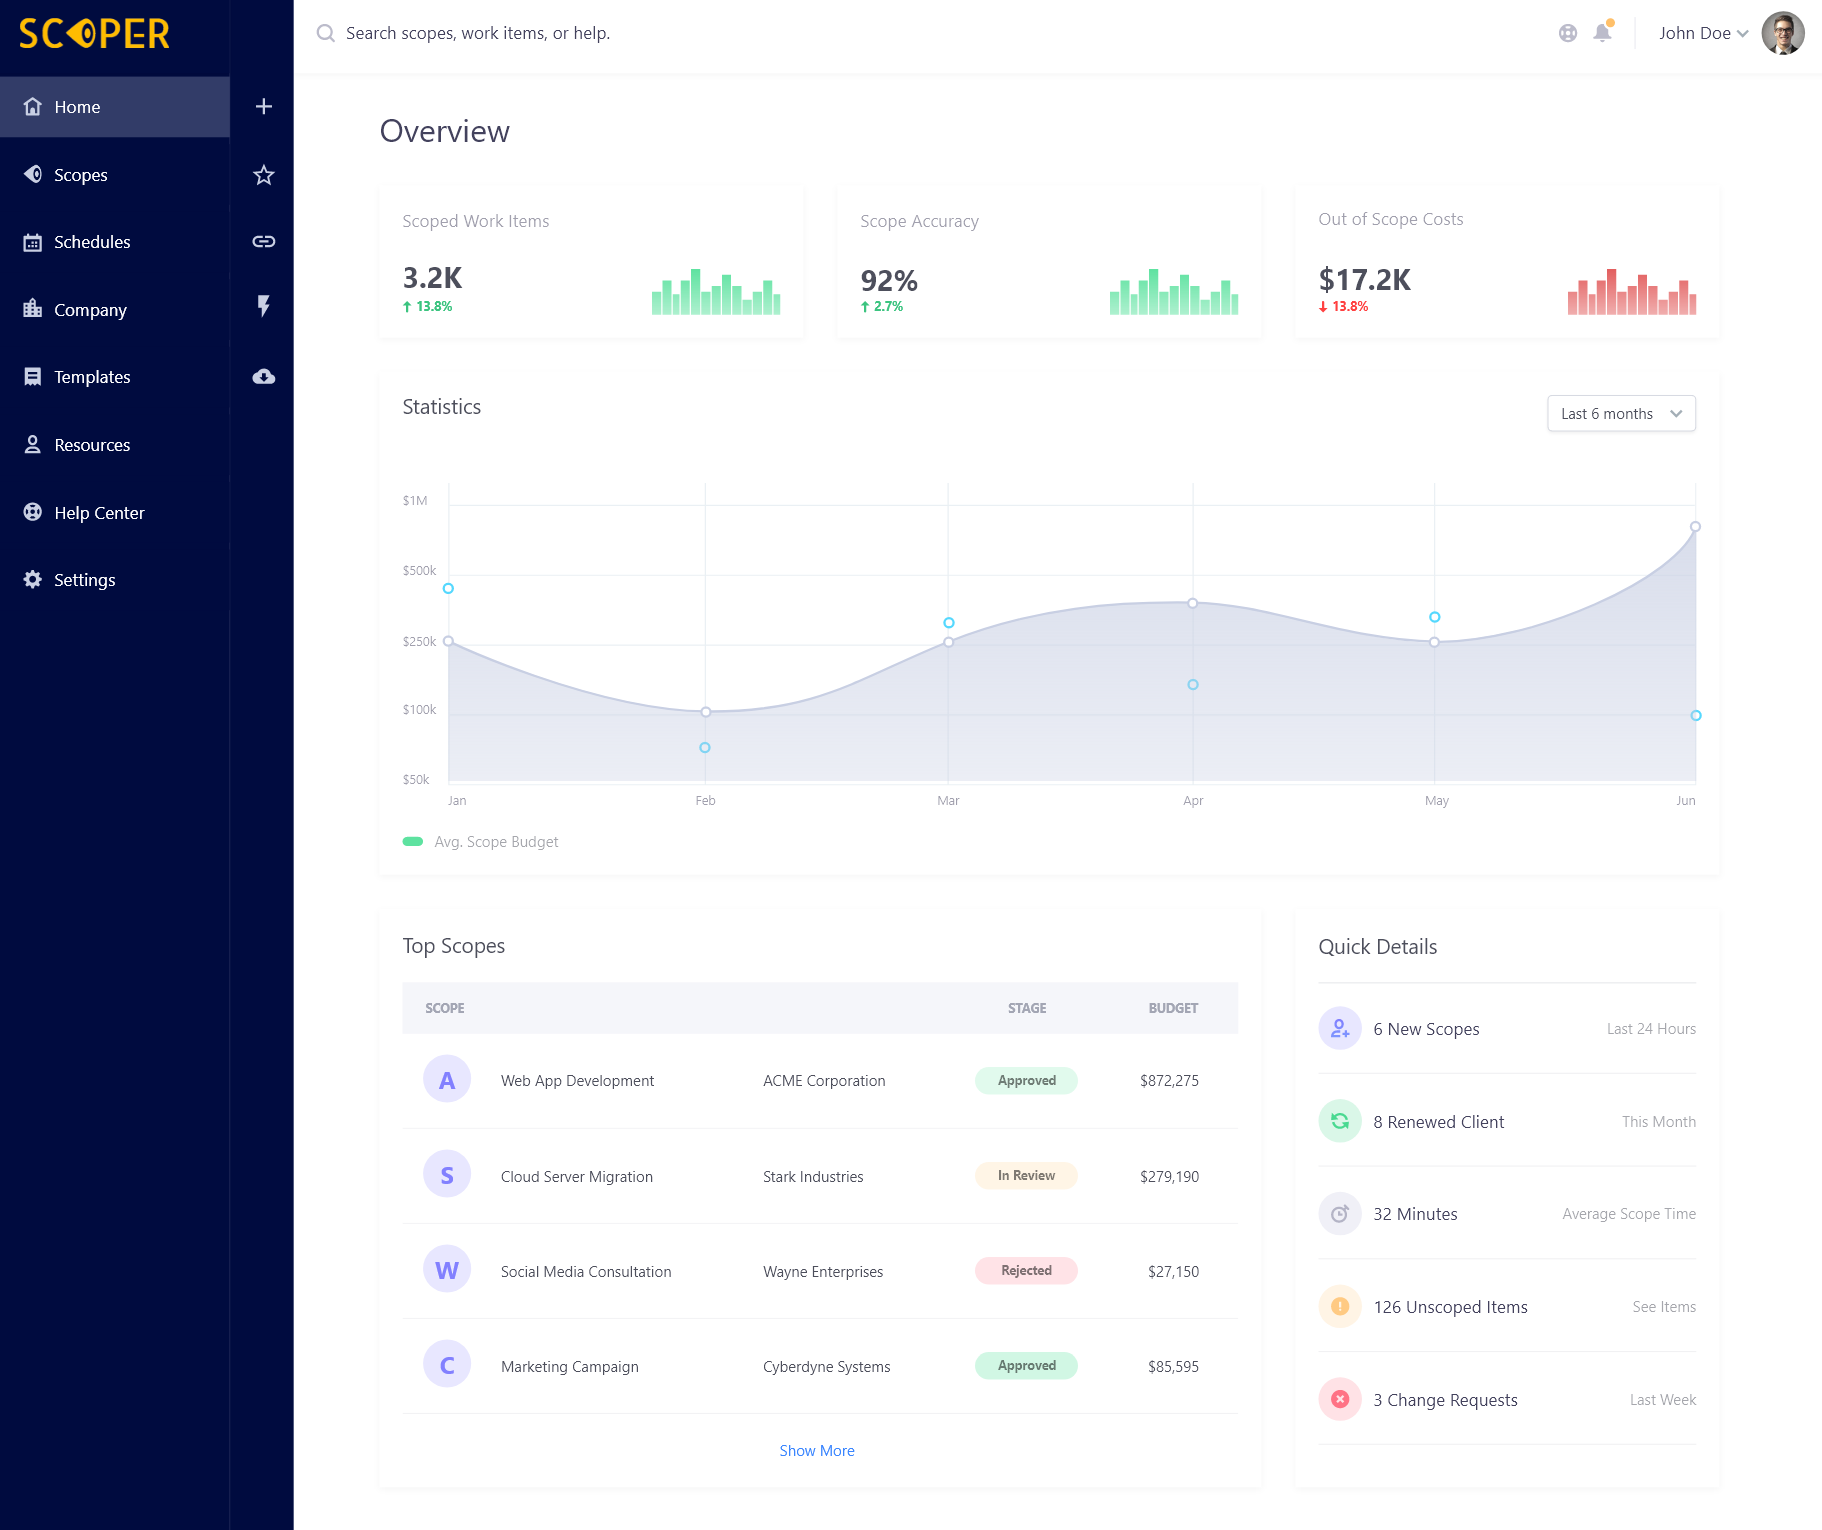 SCOPER
Search scopes, work items, or help.
John Doe
Home
Scopes
Schedules
Company
Templates
Resources
Help Center
Settings
Overview
Scoped Work Items
3.2K
↑ 13.8%
Scope Accuracy
92%
↑ 2.7%
Out of Scope Costs
$17.2K
↓ 13.8%
Statistics
Last 6 months
$1M
$500k
$250k
$100k
$50k
Jan Feb Mar Apr May Jun
Avg. Scope Budget
Top Scopes
SCOPE STAGE BUDGET
A Web App Development ACME Corporation Approved $872,275
S Cloud Server Migration Stark Industries In Review $279,190
W Social Media Consultation Wayne Enterprises Rejected $27,150
C Marketing Campaign Cyberdyne Systems Approved $85,595
Show More
Quick Details
6 New Scopes Last 24 Hours
8 Renewed Client This Month
32 Minutes Average Scope Time
126 Unscoped Items See Items
3 Change Requests Last Week